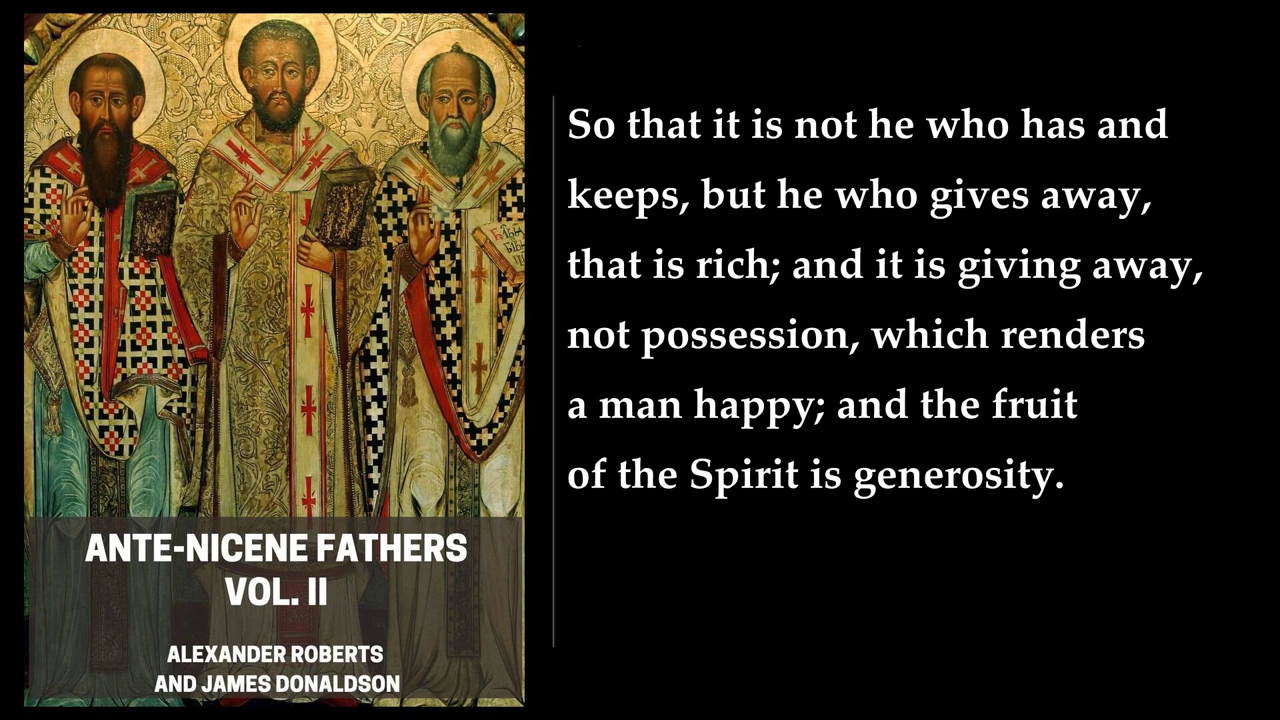 So that it is not he who has and
keeps, but he who gives away,
that is rich; and it is giving away,
not possession, which renders
a man happy; and the fruit
of the Spirit is generosity.
ANTE-NICENE FATHERS
VOL. II
ALEXANDER ROBERTS
AND JAMES DONALDSON